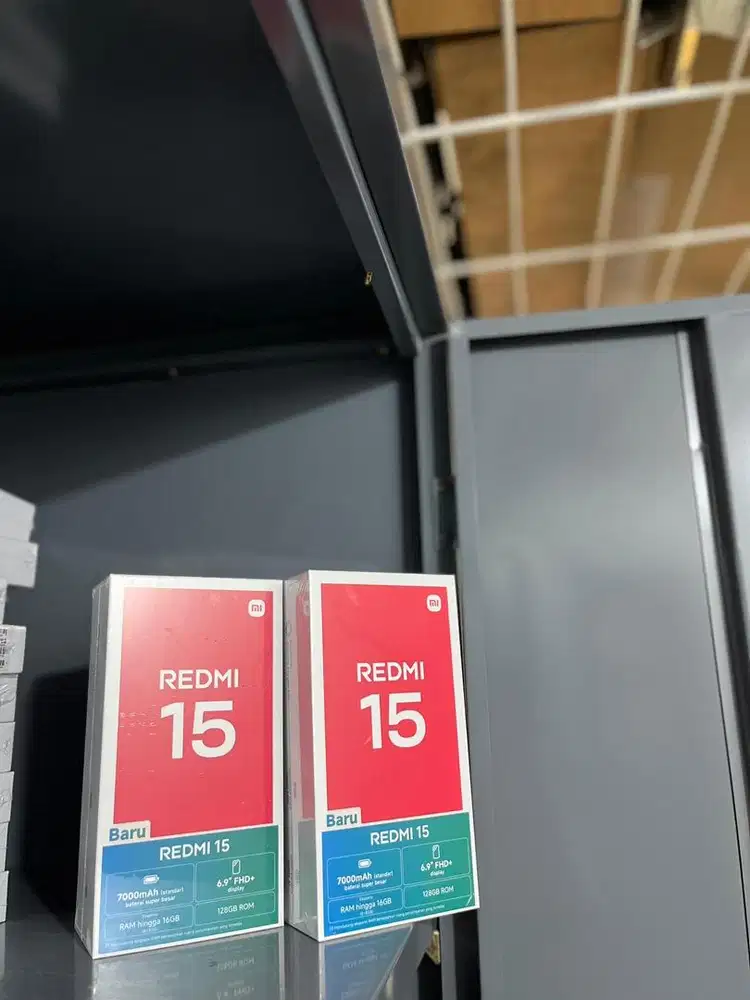 mi
REDMI
15
Baru
REDMI 15
7000mAh (standar)
baterai super besar
6.9" FHD+
display
RAM hingga 16GB
128GB ROM
mi
REDMI
15
Baru
REDMI 15
7000mAh (standar)
baterai super besar
6.9" FHD+
display
RAM hingga 16GB
128GB ROM